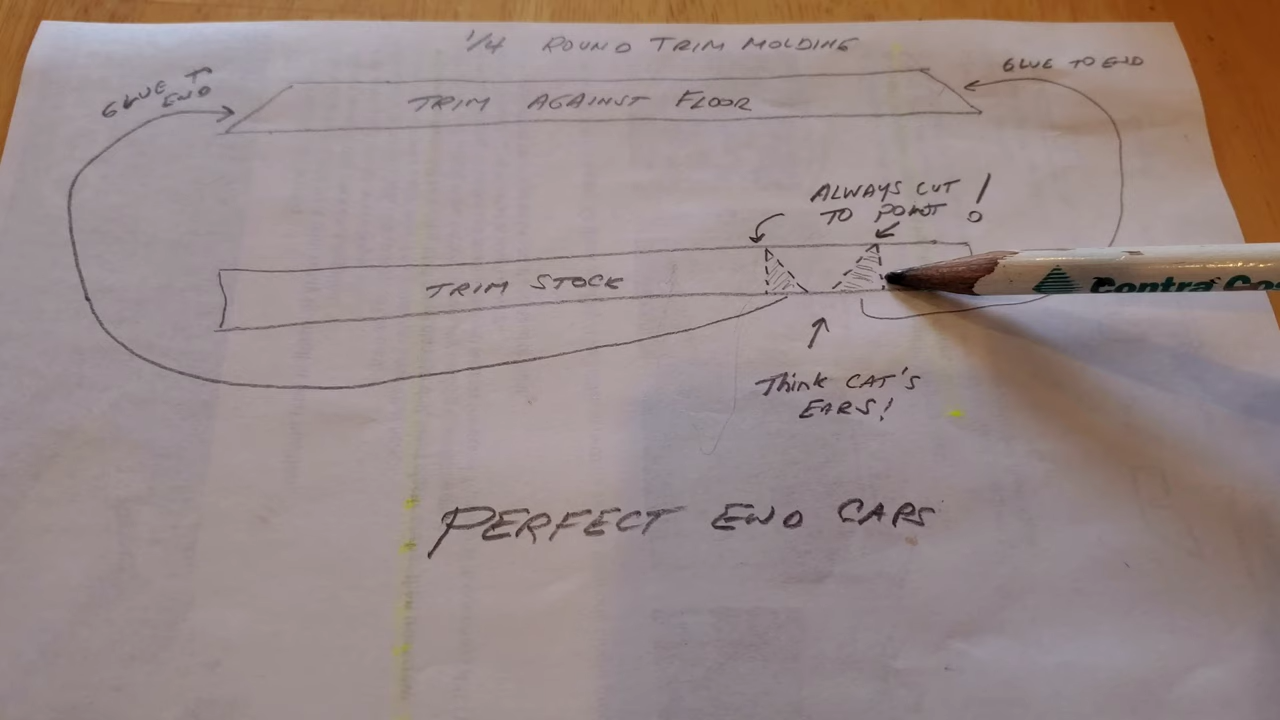 1/4 ROUND TRIM MOLDING
GLUE TO
END
GLUE TO END
TRIM AGAINST FLOOR
ALWAYS CUT
TO POINT !
TRIM STOCK
Contra Cos
Think CAT'S
EARS!
PERFECT END CAPS